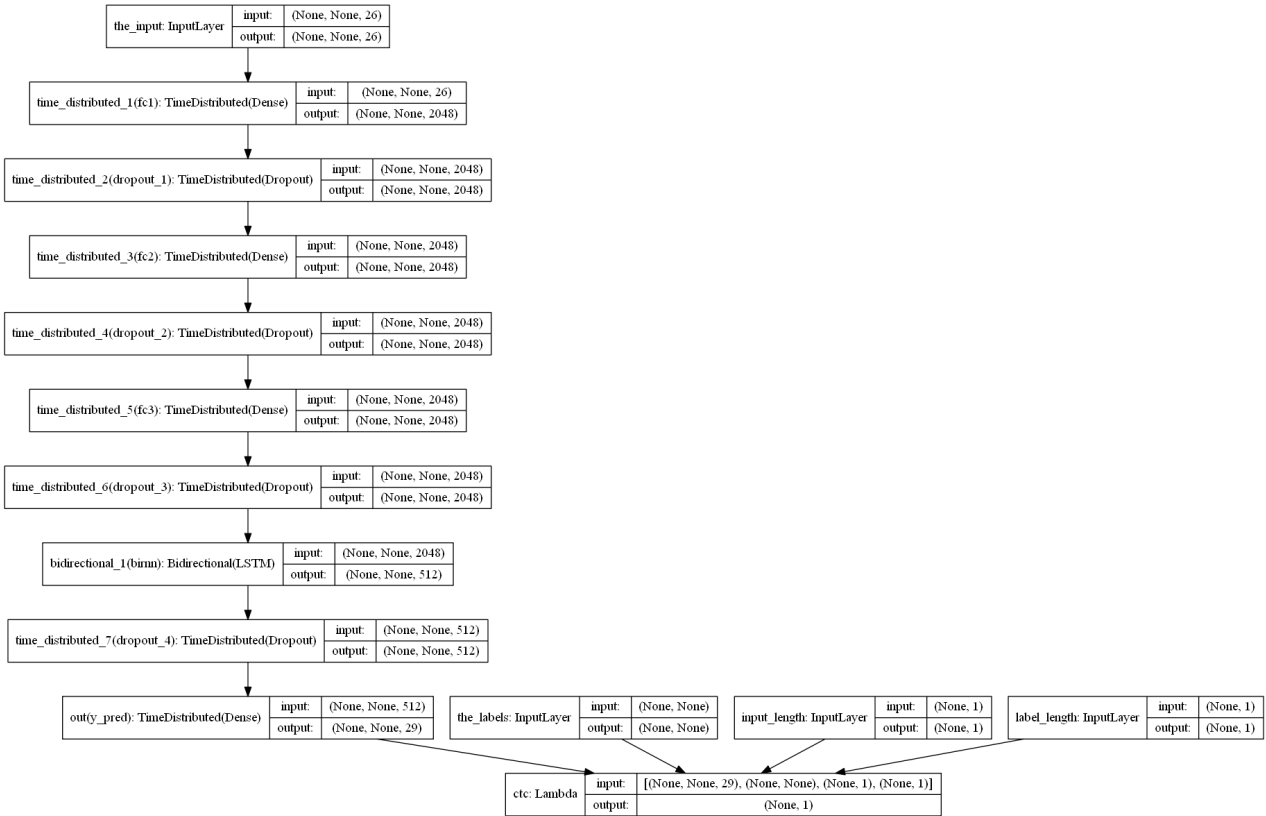 the_input: InputLayer input: (None, None, 26)
output: (None, None, 26)
time_distributed_1(fc1): TimeDistributed(Dense) input: (None, None, 26)
output: (None, None, 2048)
time_distributed_2(dropout_1): TimeDistributed(Dropout) input: (None, None, 2048)
output: (None, None, 2048)
time_distributed_3(fc2): TimeDistributed(Dense) input: (None, None, 2048)
output: (None, None, 2048)
time_distributed_4(dropout_2): TimeDistributed(Dropout) input: (None, None, 2048)
output: (None, None, 2048)
time_distributed_5(fc3): TimeDistributed(Dense) input: (None, None, 2048)
output: (None, None, 2048)
time_distributed_6(dropout_3): TimeDistributed(Dropout) input: (None, None, 2048)
output: (None, None, 2048)
bidirectional_1(birnn): Bidirectional(LSTM) input: (None, None, 2048)
output: (None, None, 512)
time_distributed_7(dropout_4): TimeDistributed(Dropout) input: (None, None, 512)
output: (None, None, 512)
out(y_pred): TimeDistributed(Dense) input: (None, None, 512)
output: (None, None, 29)
the_labels: InputLayer input: (None, None)
output: (None, None)
input_length: InputLayer input: (None, 1)
output: (None, 1)
label_length: InputLayer input: (None, 1)
output: (None, 1)
ctc: Lambda input: [(None, None, 29), (None, None), (None, 1), (None, 1)]
output: (None, 1)